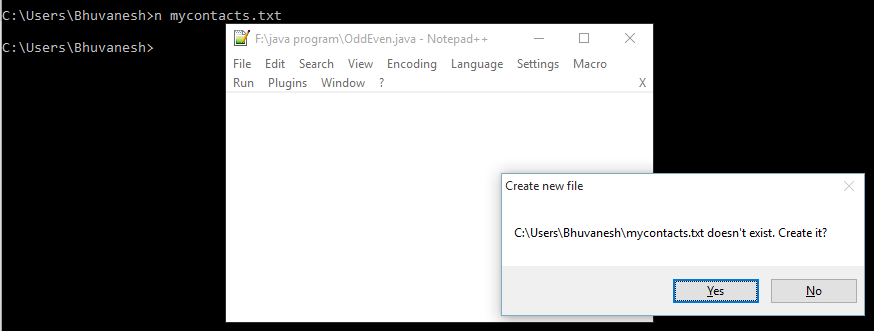 C:\Users\Bhuvanesh>n mycontacts.txt
C:\Users\Bhuvanesh>
F:\java program\OddEven.java - Notepad++
File Edit Search View Encoding Language Settings Macro
Run Plugins Window ? X
Create new file
C:\Users\Bhuvanesh\mycontacts.txt doesn't exist. Create it?
Yes No